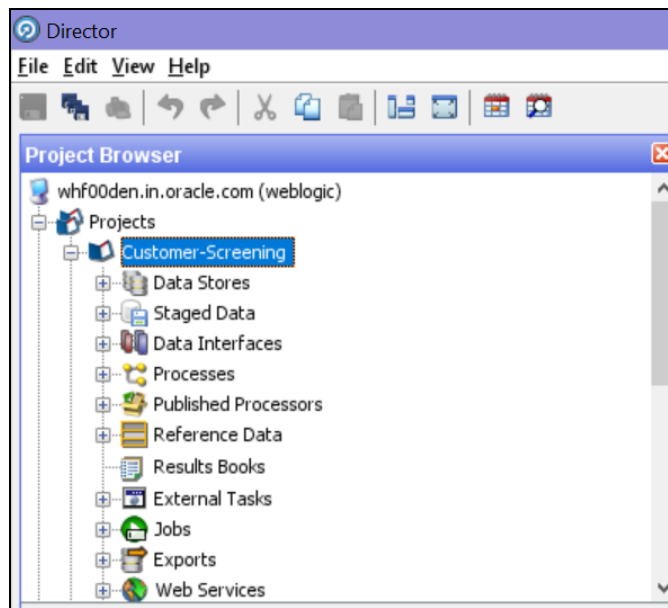 Director
File Edit View Help
Project Browser
whf00den.in.oracle.com (weblogic)
Projects
Customer-Screening
Data Stores
Staged Data
Data Interfaces
Processes
Published Processors
Reference Data
Results Books
External Tasks
Jobs
Exports
Web Services